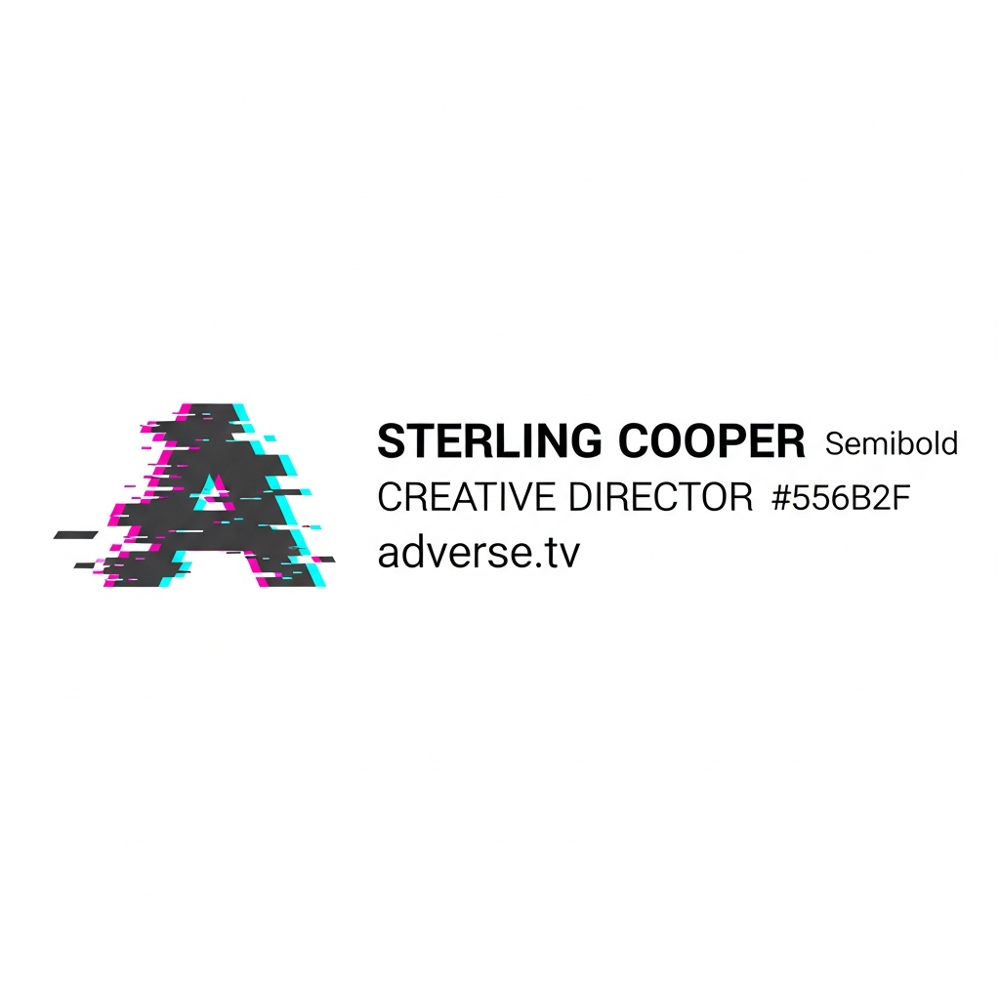 A
STERLING COOPER Semibold
CREATIVE DIRECTOR #556B2F
adverse.tv